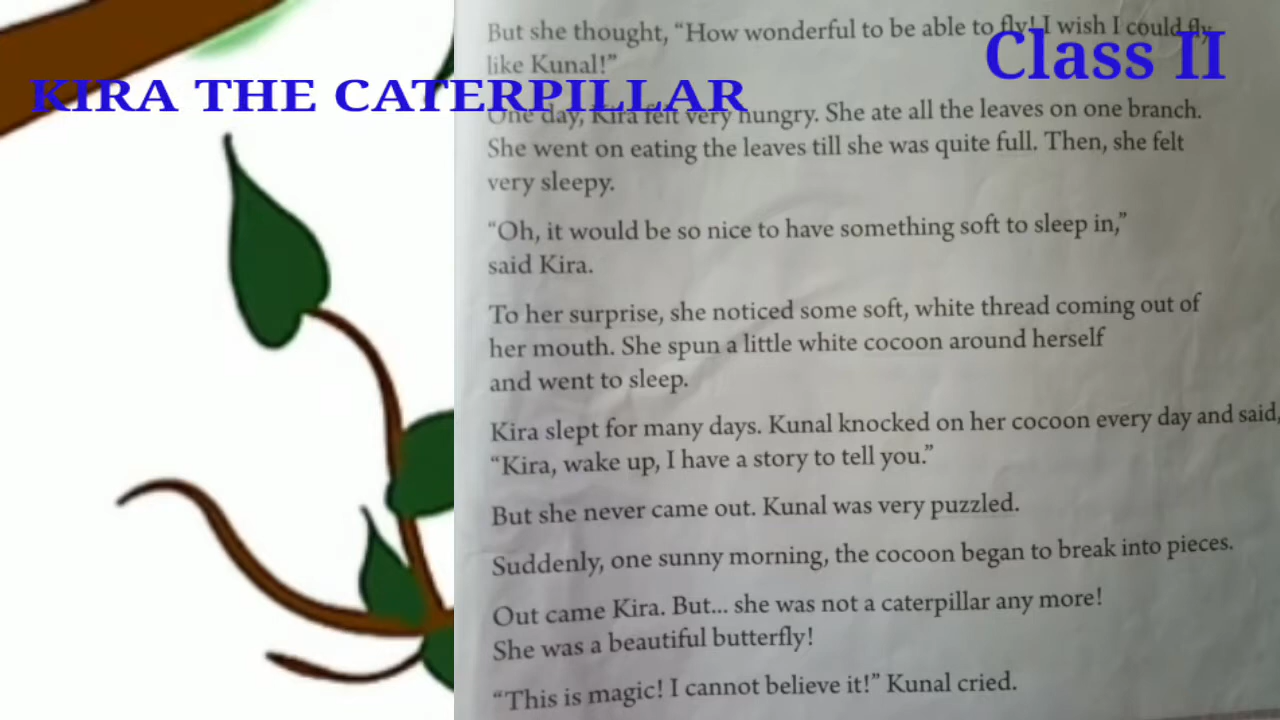 KIRA THE CATERPILLAR
Class II
But she thought, “How wonderful to be able to fly! I wish I could fly
like Kunal!”
One day, Kira felt very hungry. She ate all the leaves on one branch.
She went on eating the leaves till she was quite full. Then, she felt
very sleepy.
“Oh, it would be so nice to have something soft to sleep in,”
said Kira.
To her surprise, she noticed some soft, white thread coming out of
her mouth. She spun a little white cocoon around herself
and went to sleep.
Kira slept for many days. Kunal knocked on her cocoon every day and said,
“Kira, wake up, I have a story to tell you.”
But she never came out. Kunal was very puzzled.
Suddenly, one sunny morning, the cocoon began to break into pieces.
Out came Kira. But... she was not a caterpillar any more!
She was a beautiful butterfly!
“This is magic! I cannot believe it!” Kunal cried.